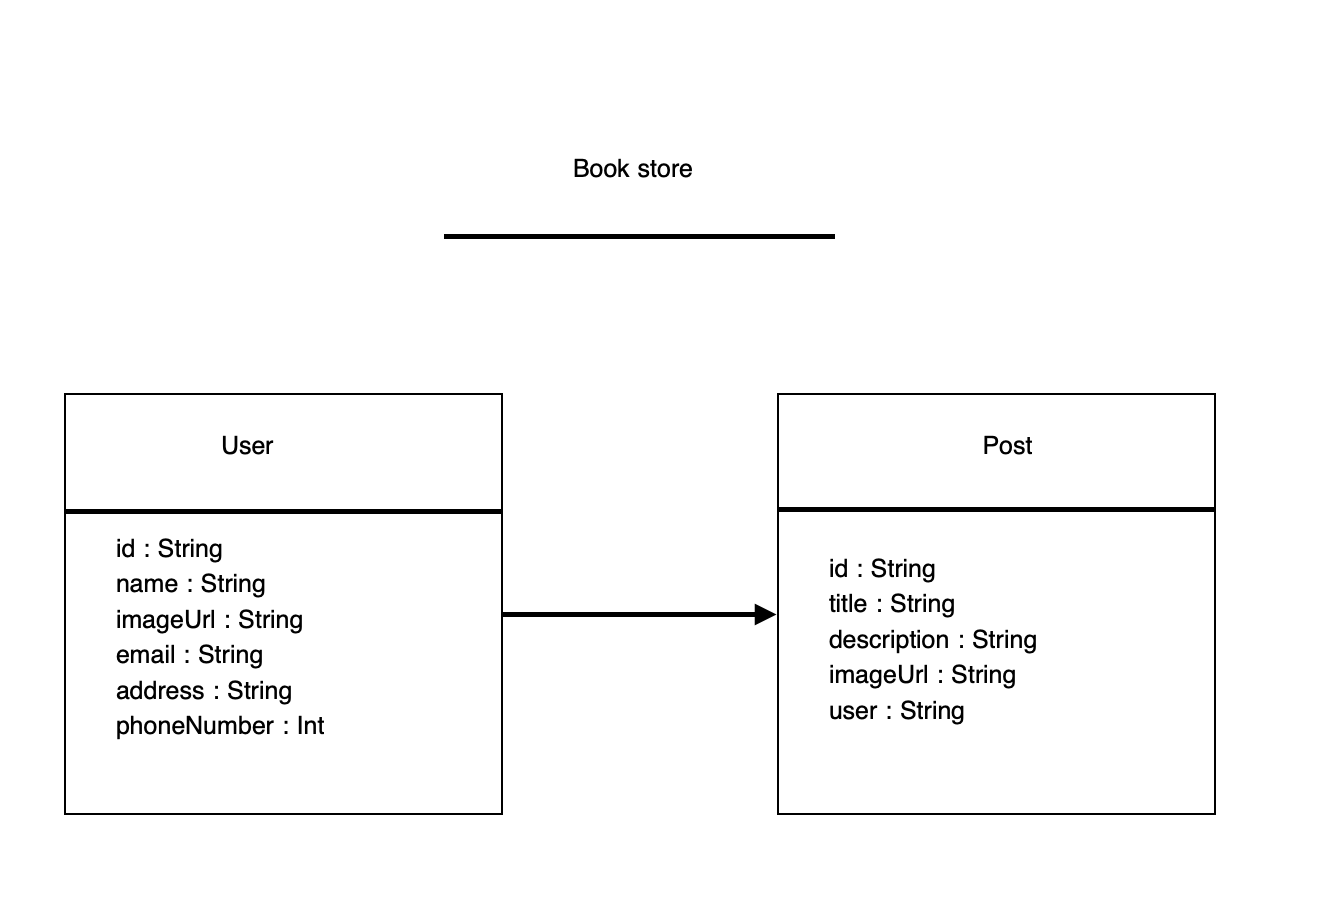 Book store
User
id : String
name : String
imageUrl : String
email : String
address : String
phoneNumber : Int
Post
id : String
title : String
description : String
imageUrl : String
user : String